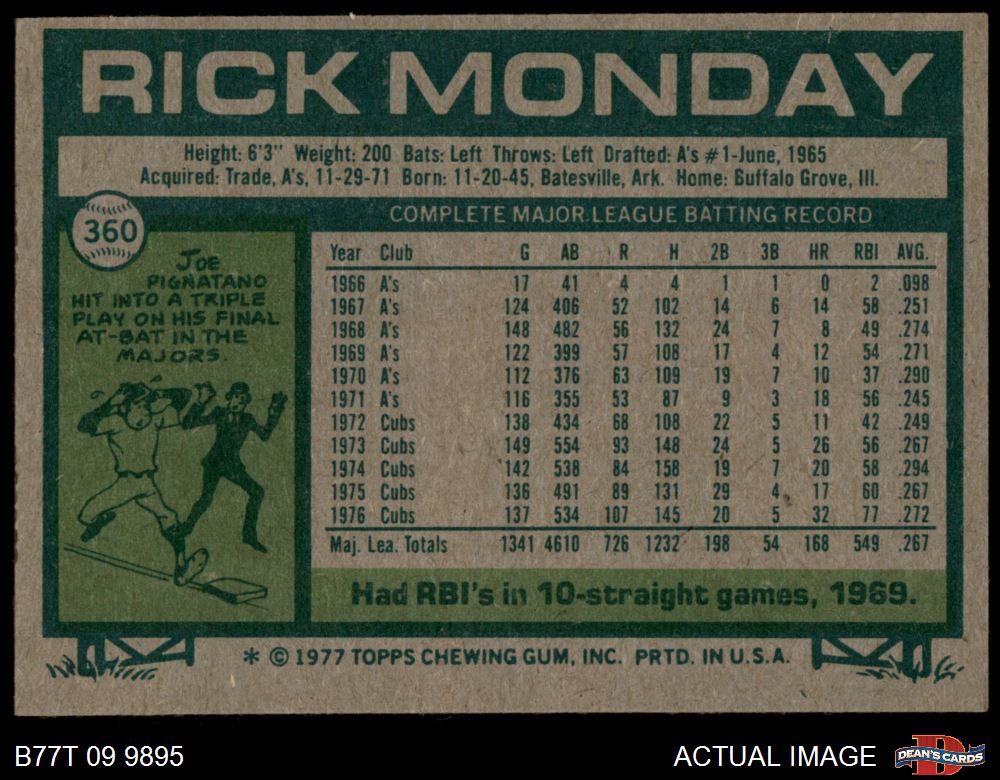 RICK MONDAY
Height: 6'3" Weight: 200 Bats: Left Throws: Left Drafted: A's #1-June, 1965
Acquired: Trade, A's, 11-29-71 Born: 11-20-45, Batesville, Ark. Home: Buffalo Grove, Ill.
360
JOE
PIGNATANO
HIT INTO A TRIPLE
PLAY ON HIS FINAL
AT-BAT IN THE
MAJORS.
COMPLETE MAJOR LEAGUE BATTING RECORD
Year Club G AB R H 2B 3B HR RBI AVG.
1966 A's 17 41 4 4 1 1 0 2 .098
1967 A's 124 406 52 102 14 6 14 58 .251
1968 A's 148 482 56 132 24 7 8 49 .274
1969 A's 122 399 57 108 17 4 12 54 .271
1970 A's 112 376 63 109 19 7 10 37 .290
1971 A's 116 355 53 87 9 3 18 56 .245
1972 Cubs 138 434 68 108 22 5 11 42 .249
1973 Cubs 149 554 93 148 24 5 26 56 .267
1974 Cubs 142 538 84 158 19 7 20 58 .294
1975 Cubs 136 491 89 131 29 4 17 60 .267
1976 Cubs 137 534 107 145 20 5 32 77 .272
Maj. Lea. Totals 1341 4610 726 1232 198 54 168 549 .267
Had RBI's in 10-straight games, 1969.
* © 1977 TOPPS CHEWING GUM, INC. PRTD. IN U.S.A.
B77T 09 9895
ACTUAL IMAGE
D
DEAN'S CARDS